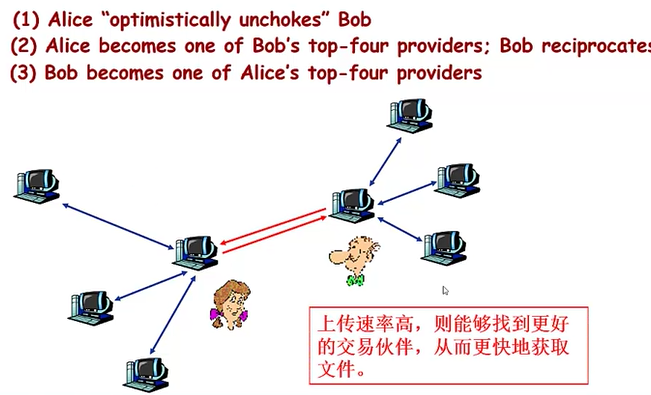 (1) Alice “optimistically unchokes” Bob
(2) Alice becomes one of Bob’s top-four providers; Bob reciprocates
(3) Bob becomes one of Alice’s top-four providers
上传速率高，则能够找到更好
的交易伙伴，从而更快地获取
文件。